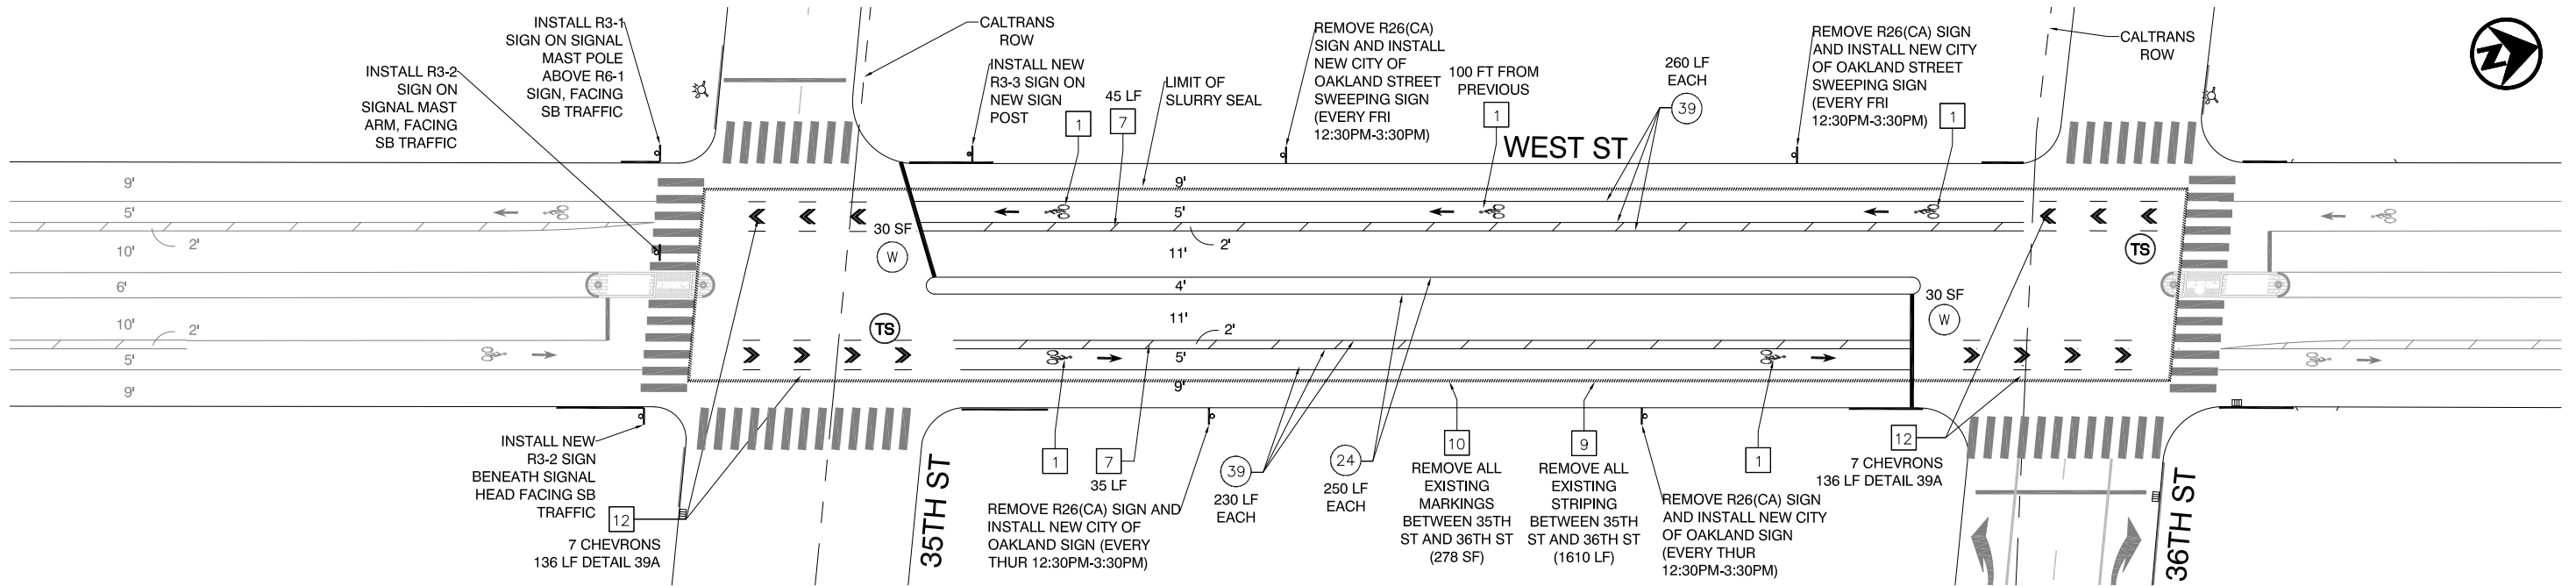 INSTALL R3-1
SIGN ON SIGNAL
MAST POLE
ABOVE R6-1
SIGN, FACING
SB TRAFFIC
INSTALL R3-2
SIGN ON
SIGNAL MAST
ARM, FACING
SB TRAFFIC
CALTRANS
ROW
INSTALL NEW
R3-3 SIGN ON
NEW SIGN
POST
1
45 LF
7
LIMIT OF
SLURRY SEAL
REMOVE R26(CA)
SIGN AND INSTALL
NEW CITY OF
OAKLAND STREET
SWEEPING SIGN
(EVERY FRI
12:30PM-3:30PM)
100 FT FROM
PREVIOUS
1
260 LF
EACH
39
WEST ST
REMOVE R26(CA) SIGN
AND INSTALL NEW CITY
OF OAKLAND STREET
SWEEPING SIGN
(EVERY FRI
12:30PM-3:30PM)
1
CALTRANS
ROW
Z
9'
5'
2'
10'
6'
10'
2'
5'
9'
30 SF
W
TS
9'
5'
2'
11'
4'
11'
2'
5'
9'
TS
30 SF
W
INSTALL NEW
R3-2 SIGN
BENEATH SIGNAL
HEAD FACING SB
TRAFFIC
12
7 CHEVRONS
136 LF DETAIL 39A
35TH ST
1
7
35 LF
REMOVE R26(CA) SIGN AND
INSTALL NEW CITY OF
OAKLAND SIGN (EVERY
THUR 12:30PM-3:30PM)
39
230 LF
EACH
24
250 LF
EACH
10
REMOVE ALL
EXISTING
MARKINGS
BETWEEN 35TH
ST AND 36TH ST
(278 SF)
9
REMOVE ALL
EXISTING
STRIPING
BETWEEN 35TH
ST AND 36TH ST
(1610 LF)
REMOVE R26(CA) SIGN
AND INSTALL NEW CITY
OF OAKLAND SIGN
(EVERY THUR
12:30PM-3:30PM)
1
12
7 CHEVRONS
136 LF DETAIL 39A
36TH ST